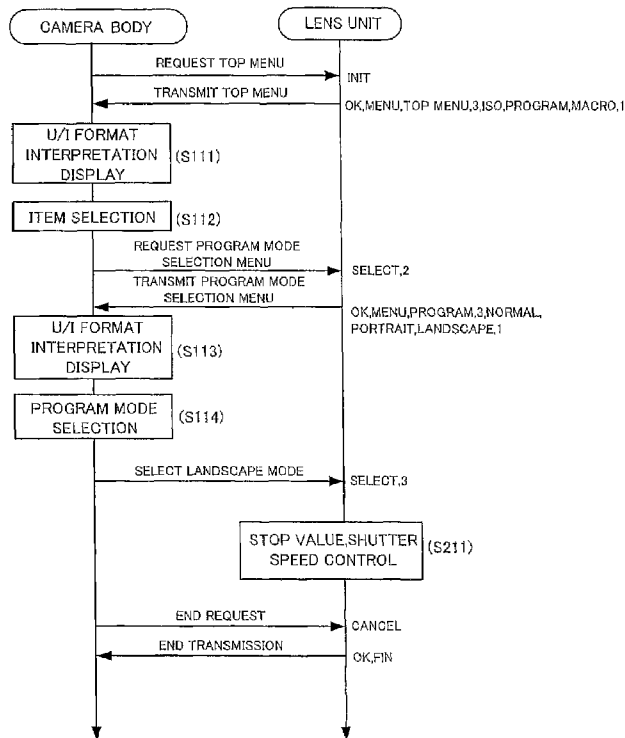 CAMERA BODY
LENS UNIT
REQUEST TOP MENU
INIT
TRANSMIT TOP MENU
OK,MENU,TOP MENU,3,ISO,PROGRAM,MACRO,1
U/I FORMAT
INTERPRETATION
DISPLAY
(S111)
ITEM SELECTION
(S112)
REQUEST PROGRAM MODE
SELECTION MENU
SELECT,2
TRANSMIT PROGRAM MODE
SELECTION MENU
OK,MENU,PROGRAM,3,NORMAL,
PORTRAIT,LANDSCAPE,1
U/I FORMAT
INTERPRETATION
DISPLAY
(S113)
PROGRAM MODE
SELECTION
(S114)
SELECT LANDSCAPE MODE
SELECT,3
STOP VALUE,SHUTTER
SPEED CONTROL
(S211)
END REQUEST
CANCEL
END TRANSMISSION
OK,FIN